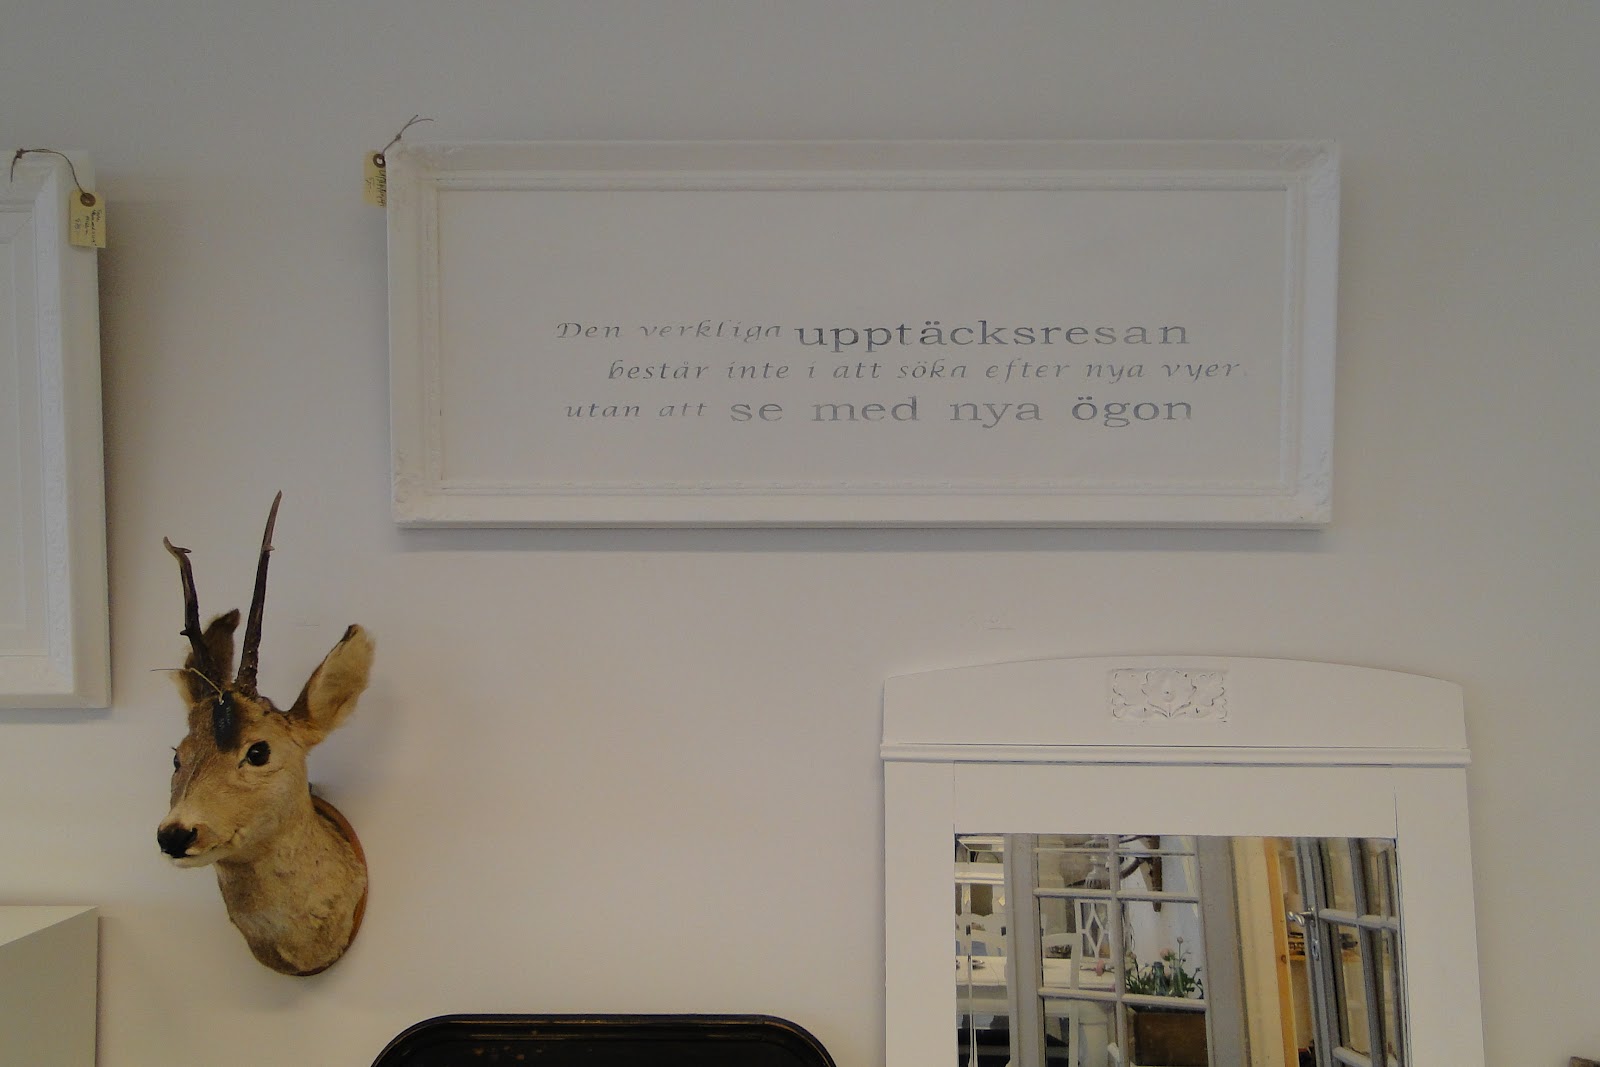 Den verkliga upptäcksresan
består inte i att söka efter nya vyer
utan att se med nya ögon